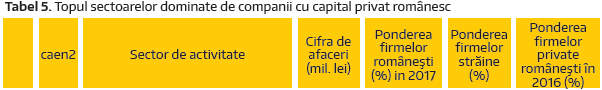 Tabel 5. Topul sectoarelor dominate de companii cu capital privat românesc
caen2
Sector de activitate
Cifra de
afaceri
(mil. lei)
Ponderea
firmelor
românești
(%) in 2017
Ponderea
firmelor
străine
(%)
Ponderea
firmelor
private
românești în
2016 (%)